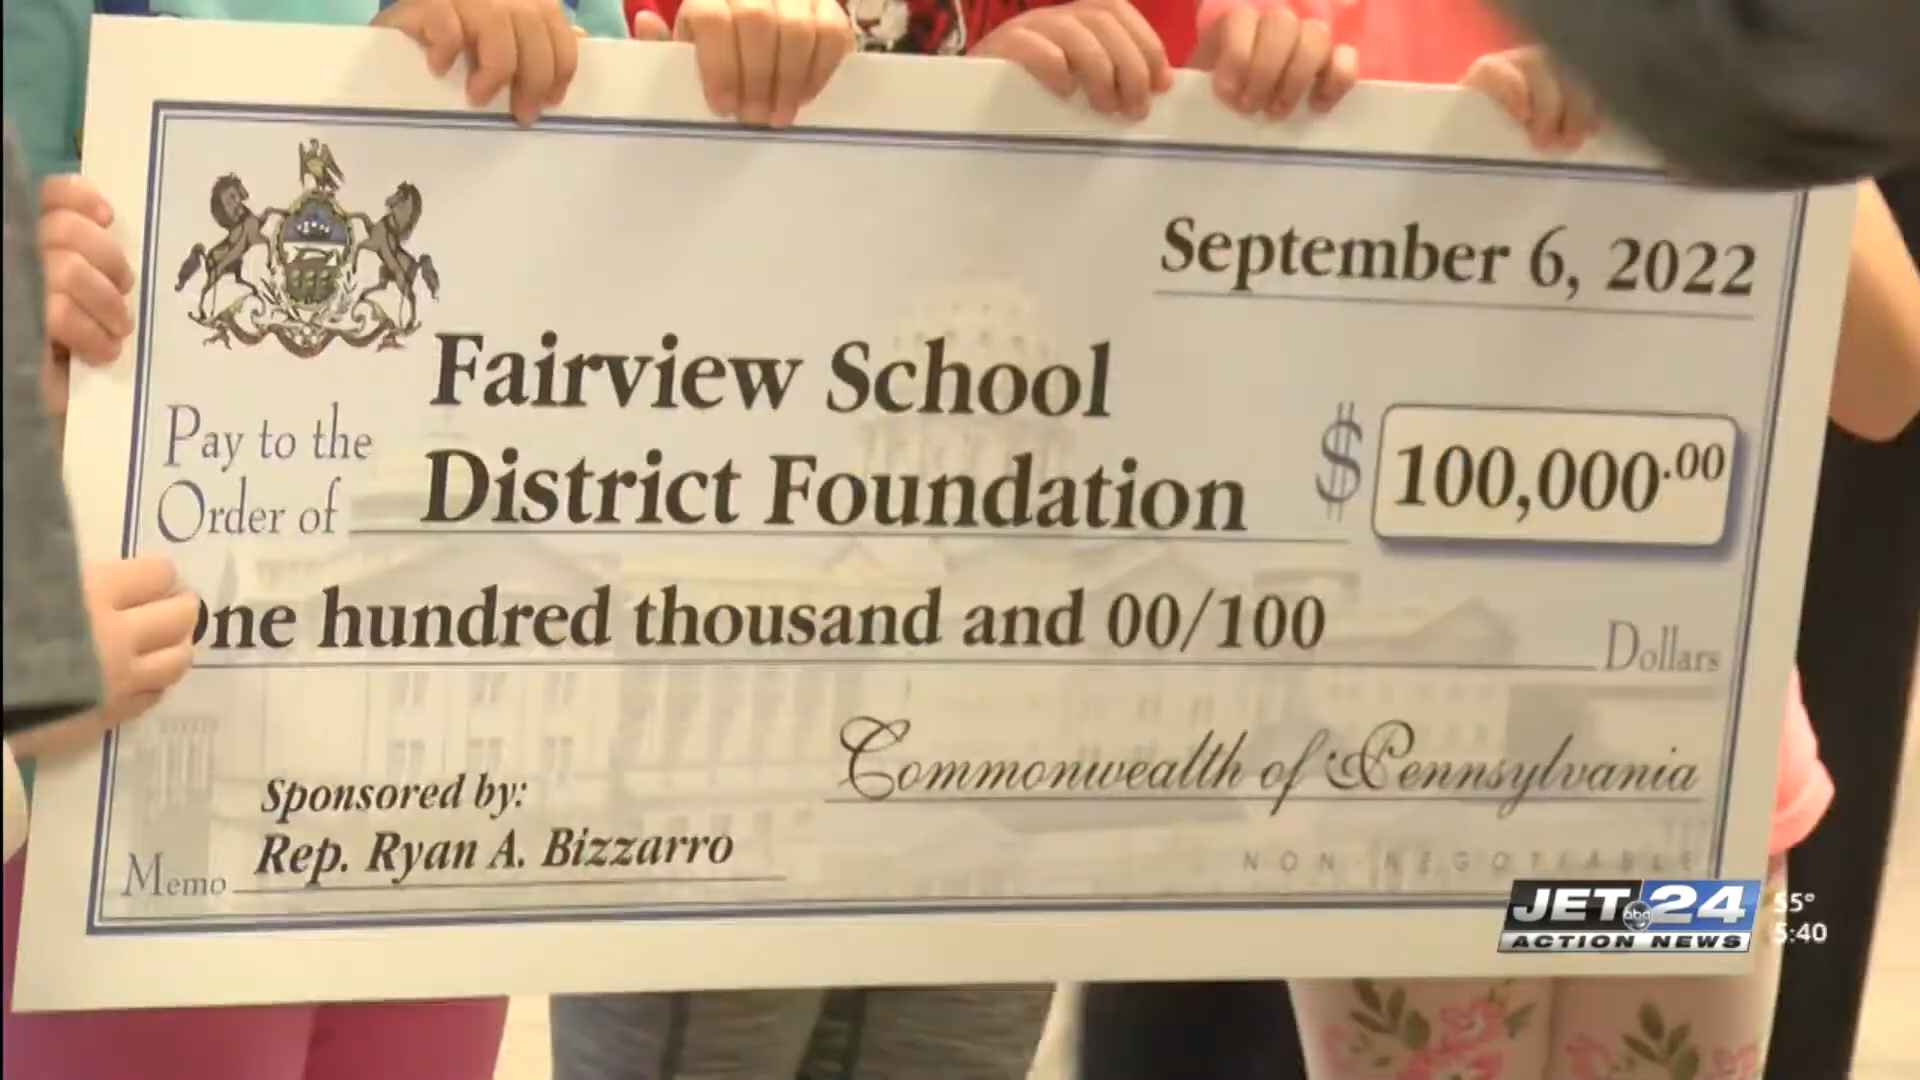 September 6, 2022
Fairview School
Pay to the
Order of
District Foundation
$ 100,000.00
One hundred thousand and 00/100
Dollars
Commonwealth of Pennsylvania
Sponsored by:
Rep. Ryan A. Bizzarro
Memo
NON-NEGOTIABLE
JET abc 24
ACTION NEWS
55°
5:40